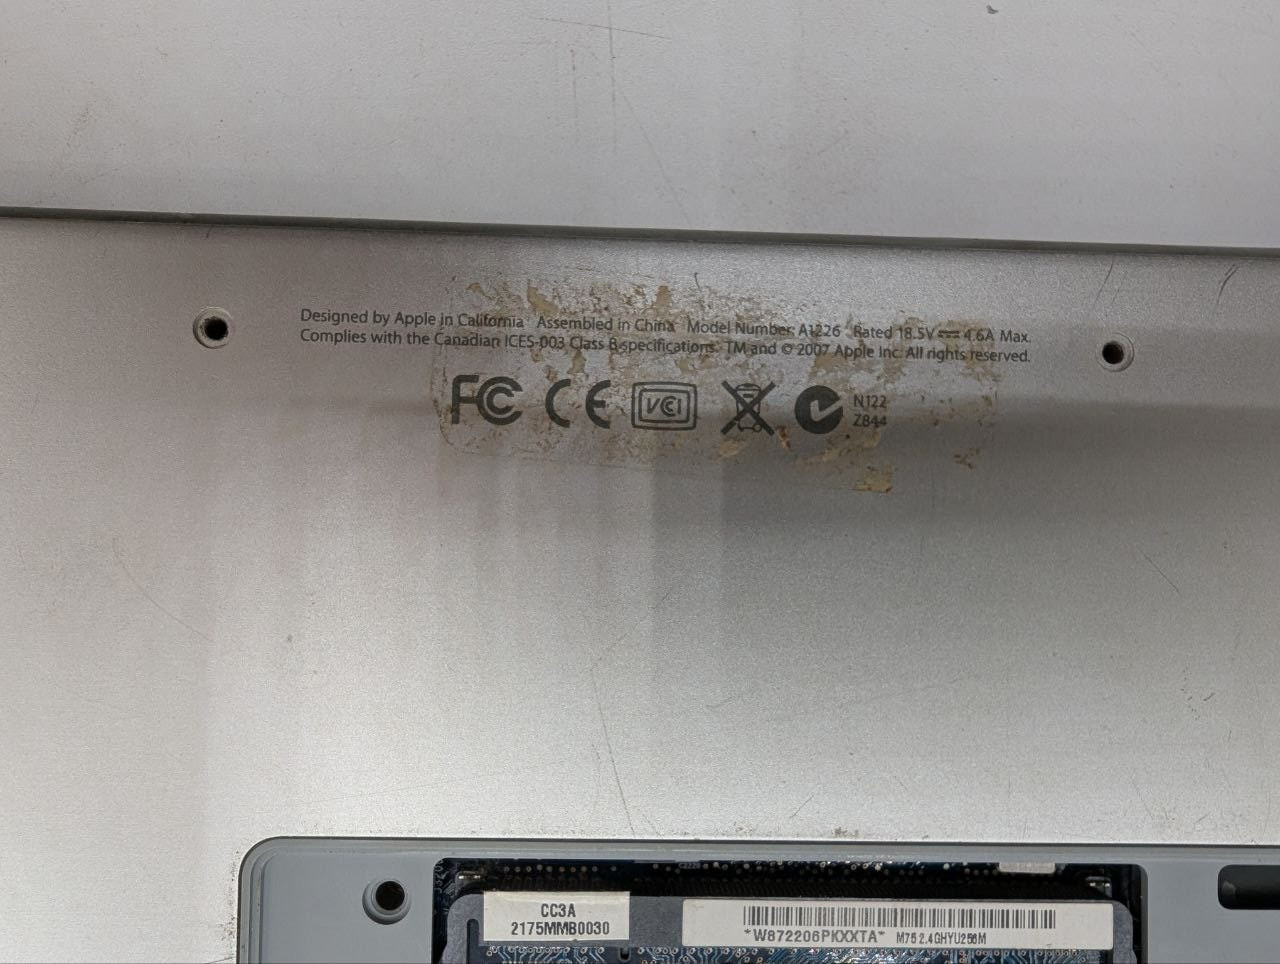 Designed by Apple in California Assembled in China Model Number: A1226 Rated 18.5V 4.6A Max.
Complies with the Canadian ICES-003 Class B specifications. TM and © 2007 Apple Inc. All rights reserved.
FC CE VCI N122
Z844
CC3A
2175MMB0030
*W872206PKXXXTA* M75 2.4GHYU256M